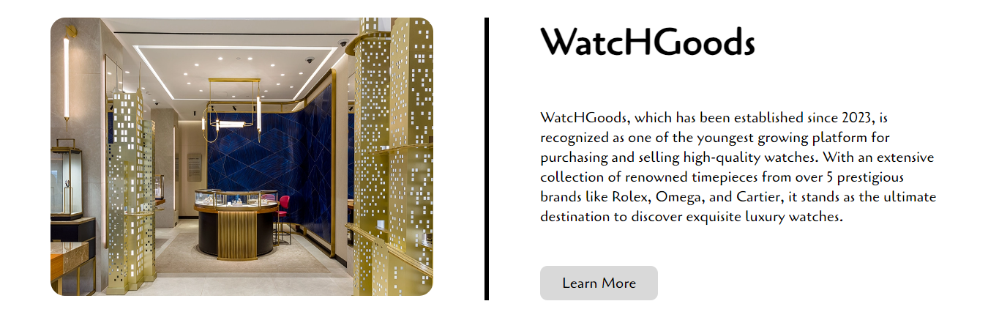 WatcHGoods
WatcHGoods, which has been established since 2023, is
recognized as one of the youngest growing platform for
purchasing and selling high-quality watches. With an extensive
collection of renowned timepieces from over 5 prestigious
brands like Rolex, Omega, and Cartier, it stands as the ultimate
destination to discover exquisite luxury watches.
Learn More